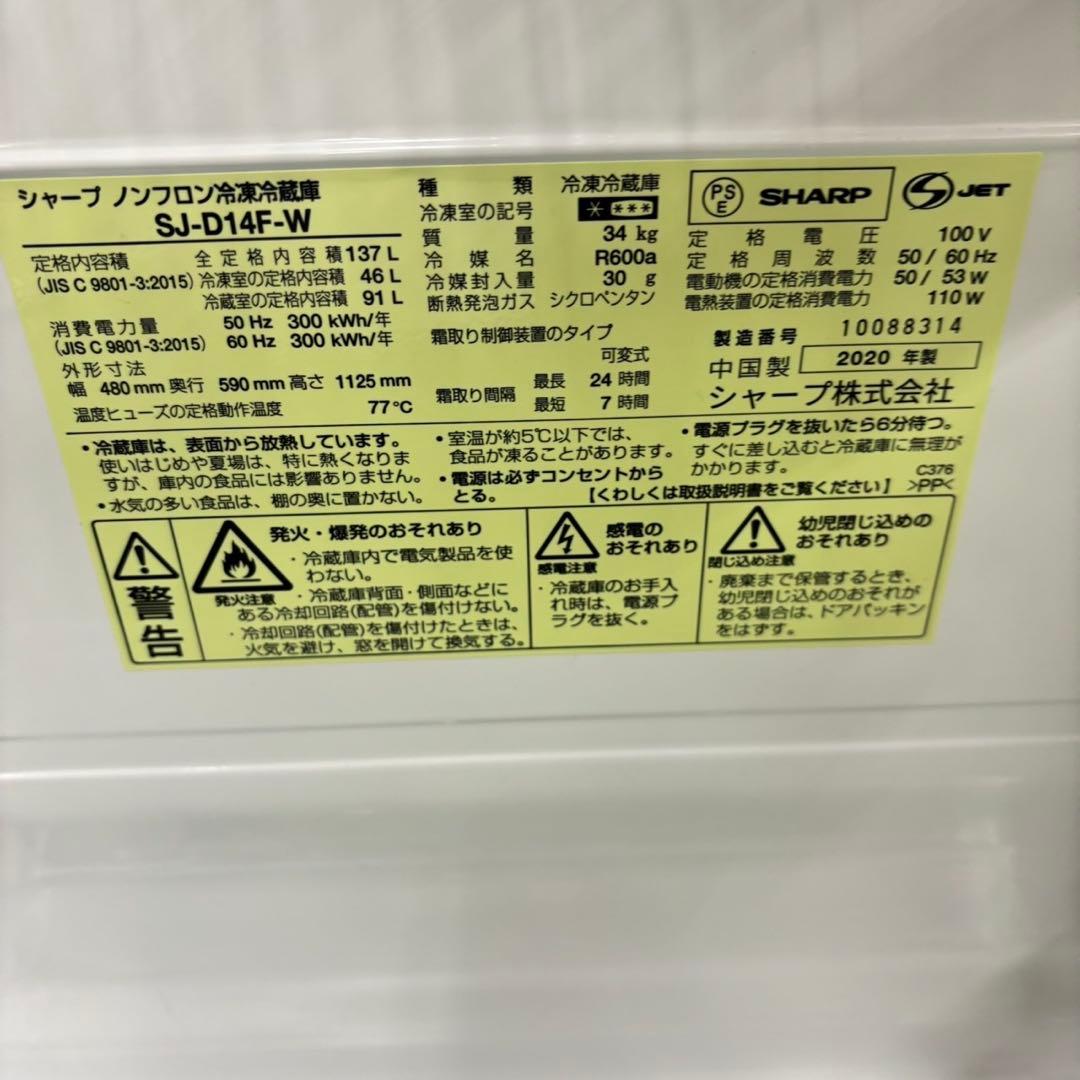 シャープ ノンフロン冷凍冷蔵庫
SJ-D14F-W
定格内容積 全定格内容積 137 L
(JIS C 9801-3:2015) 冷凍室の定格内容積 46 L
冷蔵室の定格内容積 91 L
消費電力量 50 Hz 300 kWh/年
(JIS C 9801-3:2015) 60 Hz 300 kWh/年
外形寸法
幅 480 mm 奥行 590 mm 高さ 1125 mm
温度ヒューズの定格動作温度 77℃
種類 冷凍冷蔵庫
冷凍室の記号 * ***
質量 34 kg
冷媒名 R600a
冷媒封入量 30 g
断熱発泡ガス シクロペンタン
霜取り制御装置のタイプ
可変式
霜取り間隔 最長 24 時間
最短 7 時間
PSE SHARP S JET
定格電圧 100 V
定格周波数 50 / 60 Hz
電動機の定格消費電力 50 / 53 W
電熱装置の定格消費電力 110 W
製造番号 10088314
中国製 2020 年製
シャープ株式会社
・冷蔵庫は、表面から放熱しています。
使いはじめや夏場は、特に熱くなりま
すが、庫内の食品には影響ありません。
・水気の多い食品は、棚の奥に置かない。
・室温が約5℃以下では、
食品が凍ることがあります。
・電源は必ずコンセントから
とる。
・電源プラグを抜いたら6分待つ。
すぐに差し込むと冷蔵庫に無理が
かかります。
C376
【くわしくは取扱説明書をご覧ください】 >PP<
警告
発火・爆発のおそれあり
発火注意
・冷蔵庫内で電気製品を使
わない。
・冷蔵庫背面・側面などに
ある冷却回路(配管)を傷付けない。
・冷却回路(配管)を傷付けたときは、
火気を避け、窓を開けて換気する。
感電の
おそれあり
感電注意
・冷蔵庫のお手入
れ時は、電源プ
ラグを抜く。
幼児閉じ込めの
おそれあり
閉じ込め注意
・廃棄まで保管するとき、
幼児閉じ込めのおそれが
ある場合は、ドアパッキン
をはずす。